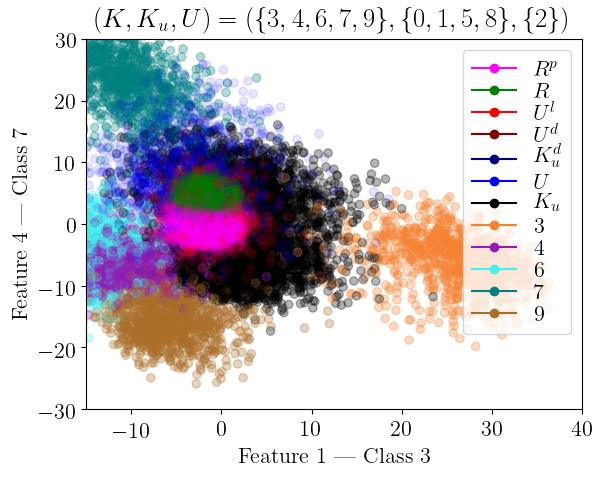 (K, K_u, U) = ({3, 4, 6, 7, 9}, {0, 1, 5, 8}, {2})
30
20
10
0
−10
−20
−30
Feature 4 — Class 7
R^p
R
U^l
U^d
K_u^d
U
K_u
3
4
6
7
9
−10
0
10
20
30
40
Feature 1 — Class 3